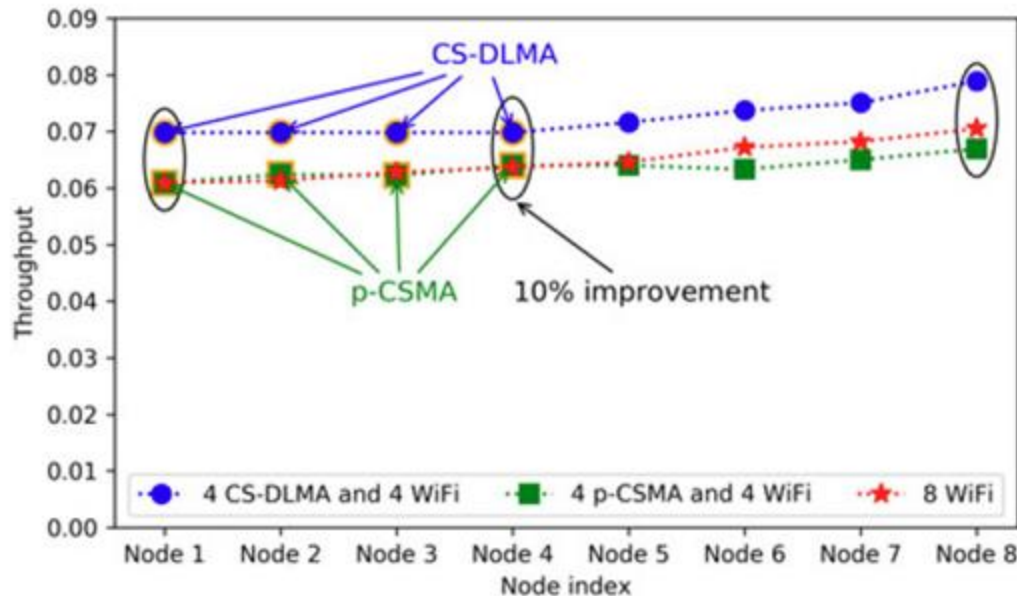 0.09
0.08
0.07
0.06
0.05
0.04
0.03
0.02
0.01
0.00
Throughput
CS-DLMA
p-CSMA
10% improvement
4 CS-DLMA and 4 WiFi
4 p-CSMA and 4 WiFi
8 WiFi
Node 1 Node 2 Node 3 Node 4 Node 5 Node 6 Node 7 Node 8
Node index